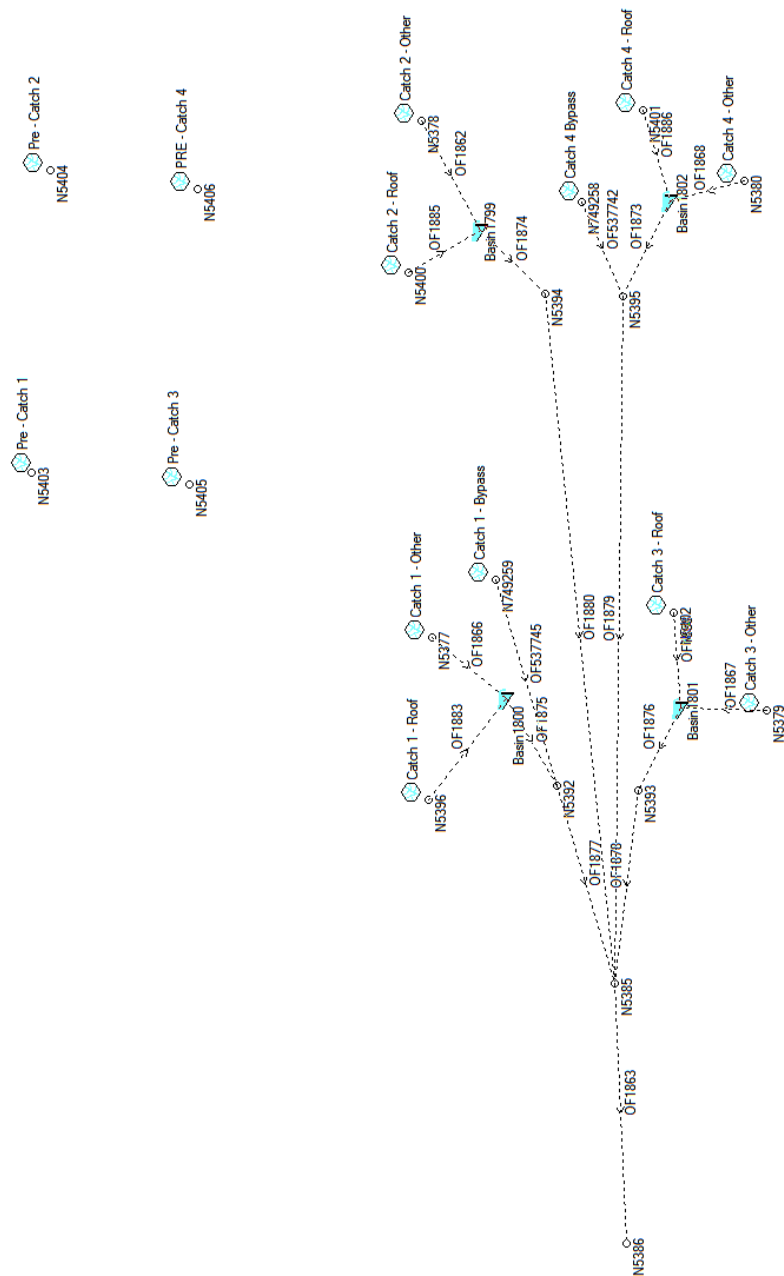 Pre - Catch 1
N5403
Pre - Catch 2
N5404
Pre - Catch 3
N5405
PRE - Catch 4
N5406
Catch 1 - Roof
N5396
OF1883
Catch 1 - Other
N5377
OF1866
Catch 1 - Bypass
N749259
OF537745
Basin1800
OF1875
N5392
OF1877
Catch 2 - Roof
N5400
OF1885
Catch 2 - Other
N5378
OF1862
Basin1799
OF1874
N5394
OF1880
Catch 4 Bypass
N749258
OF537742
Catch 4 - Roof
N5401
OF1886
Catch 4 - Other
N5380
OF1868
Basin1802
OF1873
N5395
OF1879
Catch 3 - Roof
Catch 3 - Other
N5379
OF1867
Basin1801
OF1876
N5393
OF1878
N5385
OF1863
N5386